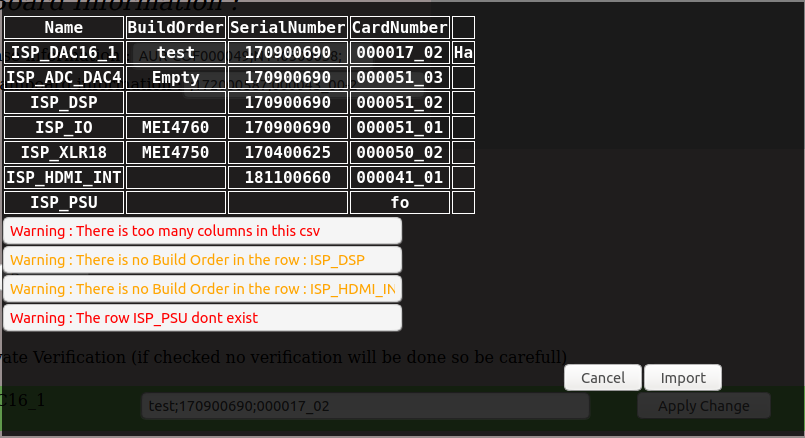 Board Information :
Name BuildOrder SerialNumber CardNumber
ISP_DAC16_1 test 170900690 000017_02 Ha
ISP_ADC_DAC4 Empty 170900690 000051_03
ISP_DSP 170900690 000051_02
ISP_IO MEI4760 170900690 000051_01
ISP_XLR18 MEI4750 170400625 000050_02
ISP_HDMI_INT 181100660 000041_01
ISP_PSU fo
Warning : There is too many columns in this csv
Warning : There is no Build Order in the row : ISP_DSP
Warning : There is no Build Order in the row : ISP_HDMI_IN
Warning : The row ISP_PSU dont exist
vate Verification (if checked no verification will be done so be carefull)
Cancel Import
C16_1 test;170900690;000017_02 Apply Change